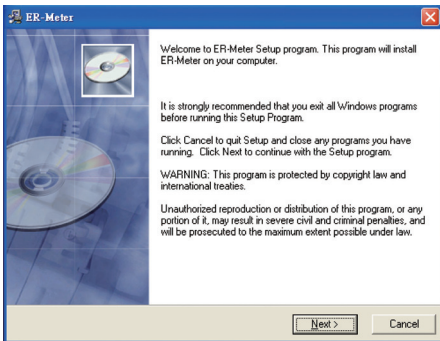 ER-Meter
Welcome to ER-Meter Setup program. This program will install
ER-Meter on your computer.
It is strongly recommended that you exit all Windows programs
before running this Setup Program.
Click Cancel to quit Setup and close any programs you have
running. Click Next to continue with the Setup program.
WARNING: This program is protected by copyright law and
international treaties.
Unauthorized reproduction or distribution of this program, or any
portion of it, may result in severe civil and criminal penalties, and
will be prosecuted to the maximum extent possible under law.
Next > Cancel